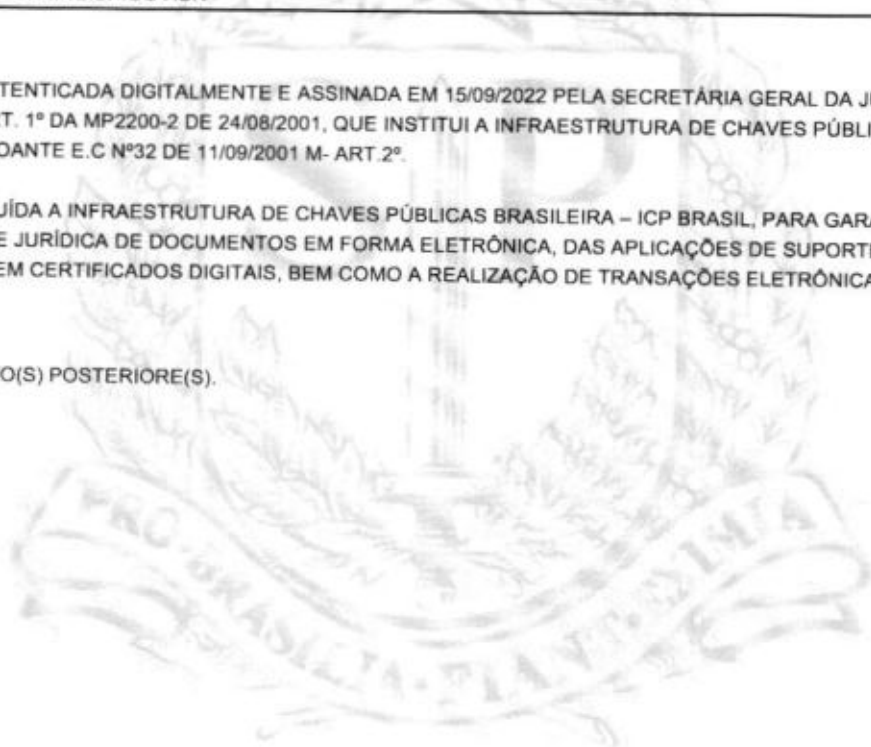 TENTICADA DIGITALMENTE E ASSINADA EM 15/09/2022 PELA SECRETÁRIA GERAL DA J
T. 1º DA MP2200-2 DE 24/08/2001, QUE INSTITUI A INFRAESTRUTURA DE CHAVES PÚBLI
DANTE E.C Nº32 DE 11/09/2001 M- ART.2º.
UÍDA A INFRAESTRUTURA DE CHAVES PÚBLICAS BRASILEIRA – ICP BRASIL, PARA GARA
E JURÍDICA DE DOCUMENTOS EM FORMA ELETRÔNICA, DAS APLICAÇÕES DE SUPORT
EM CERTIFICADOS DIGITAIS, BEM COMO A REALIZAÇÃO DE TRANSAÇÕES ELETRÔNICA
O(S) POSTERIORE(S).
SP
PRO·BRASILIA·FIANT·EXIMIA